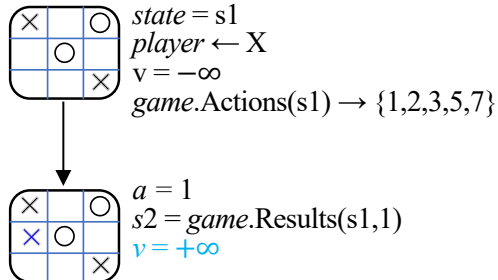 state = s1
player ← X
v = −∞
game.Actions(s1) → {1,2,3,5,7}
a = 1
s2 = game.Results(s1,1)
v = +∞